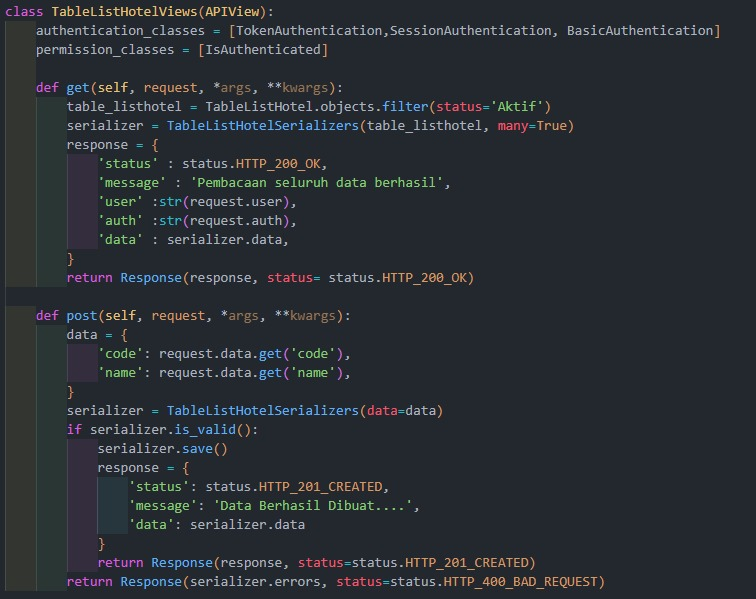 class TableListHotelViews(APIView):
    authentication_classes = [TokenAuthentication,SessionAuthentication, BasicAuthentication]
    permission_classes = [IsAuthenticated]

    def get(self, request, *args, **kwargs):
        table_listhotel = TableListHotel.objects.filter(status='Aktif')
        serializer = TableListHotelSerializers(table_listhotel, many=True)
        response = {
            'status' : status.HTTP_200_OK,
            'message' : 'Pembacaan seluruh data berhasil',
            'user' :str(request.user),
            'auth' :str(request.auth),
            'data' : serializer.data,
        }
        return Response(response, status= status.HTTP_200_OK)

    def post(self, request, *args, **kwargs):
        data = {
            'code': request.data.get('code'),
            'name': request.data.get('name'),
        }
        serializer = TableListHotelSerializers(data=data)
        if serializer.is_valid():
            serializer.save()
            response = {
                'status': status.HTTP_201_CREATED,
                'message': 'Data Berhasil Dibuat....',
                'data': serializer.data
            }
            return Response(response, status=status.HTTP_201_CREATED)
        return Response(serializer.errors, status=status.HTTP_400_BAD_REQUEST)